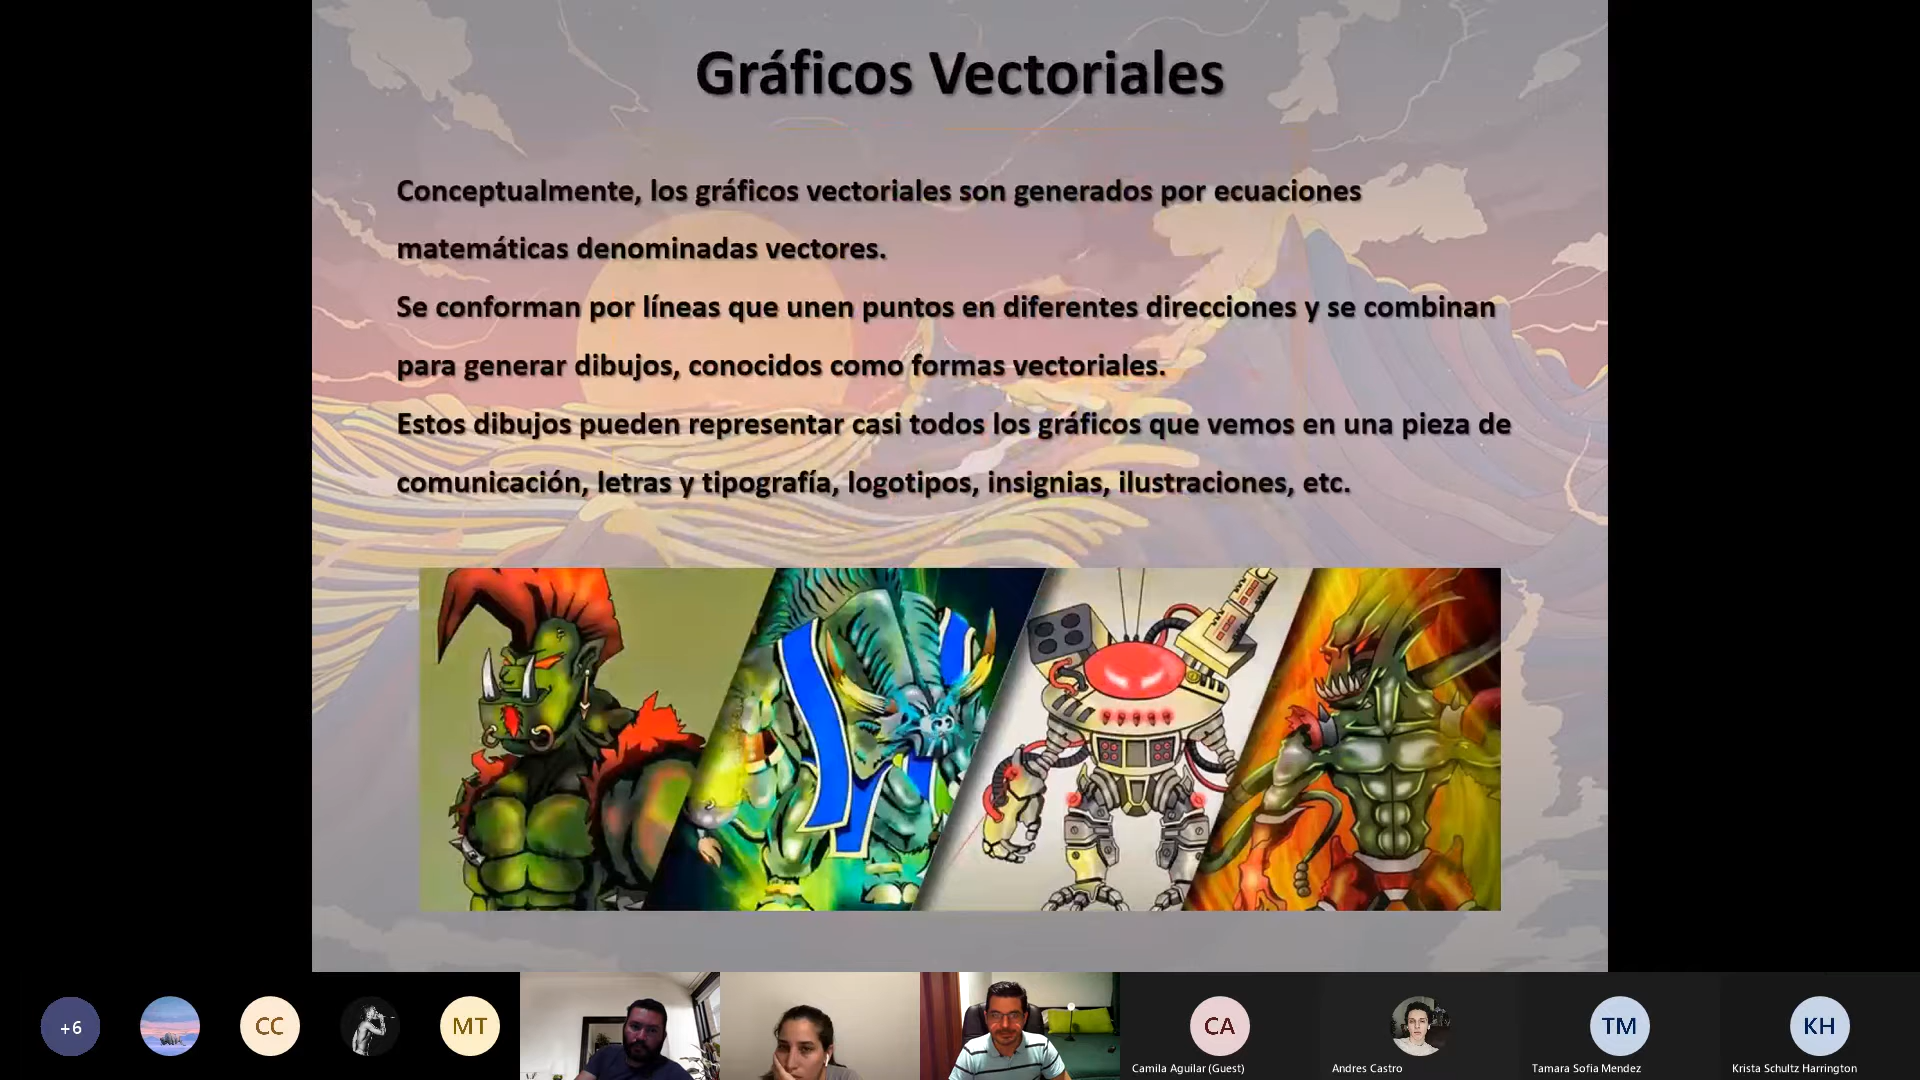 Gráficos Vectoriales
Conceptualmente, los gráficos vectoriales son generados por ecuaciones
matemáticas denominadas vectores.
Se conforman por líneas que unen puntos en diferentes direcciones y se combinan
para generar dibujos, conocidos como formas vectoriales.
Estos dibujos pueden representar casi todos los gráficos que vemos en una pieza de
comunicación, letras y tipografía, logotipos, insignias, ilustraciones, etc.
+6
CC
MT
CA
TM
KH
Camila Aguilar (Guest)
Andres Castro
Tamara Sofia Mendez
Krista Schultz Harrington